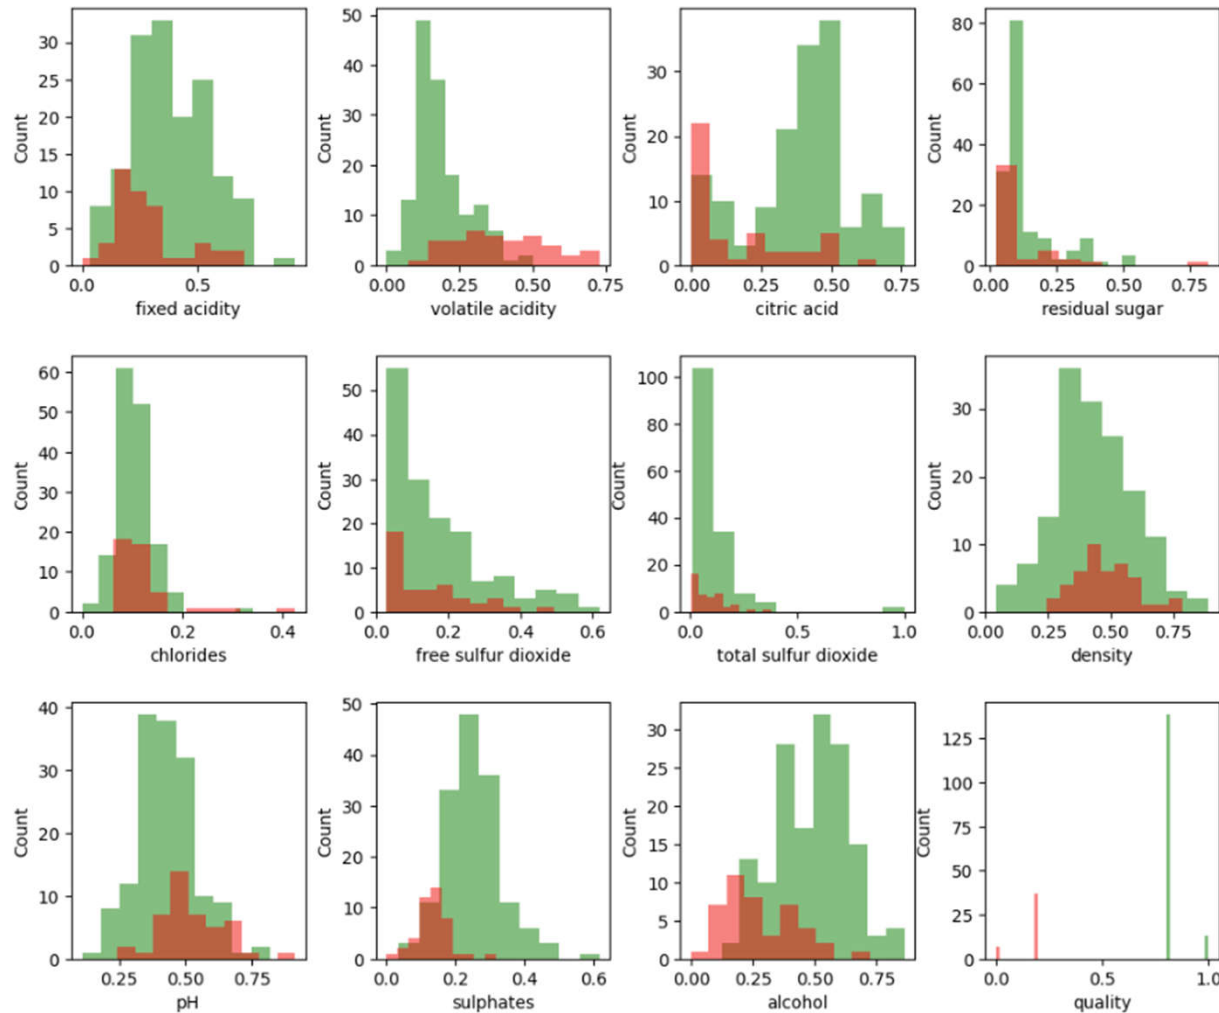 30
25
20
15
10
5
0
Count
0.0 0.5
fixed acidity
50
40
30
20
10
0
Count
0.00 0.25 0.50 0.75
volatile acidity
30
20
10
0
Count
0.00 0.25 0.50 0.75
citric acid
80
60
40
20
0
Count
0.00 0.25 0.50 0.75
residual sugar
60
50
40
30
20
10
0
Count
0.0 0.2 0.4
chlorides
50
40
30
20
10
0
Count
0.0 0.2 0.4 0.6
free sulfur dioxide
100
80
60
40
20
0
Count
0.0 0.5 1.0
total sulfur dioxide
30
20
10
0
Count
0.00 0.25 0.50 0.75
density
40
30
20
10
0
Count
0.25 0.50 0.75
pH
50
40
30
20
10
0
Count
0.0 0.2 0.4 0.6
sulphates
30
25
20
15
10
5
0
Count
0.00 0.25 0.50 0.75
alcohol
125
100
75
50
25
0
Count
0.0 0.5 1.0
quality